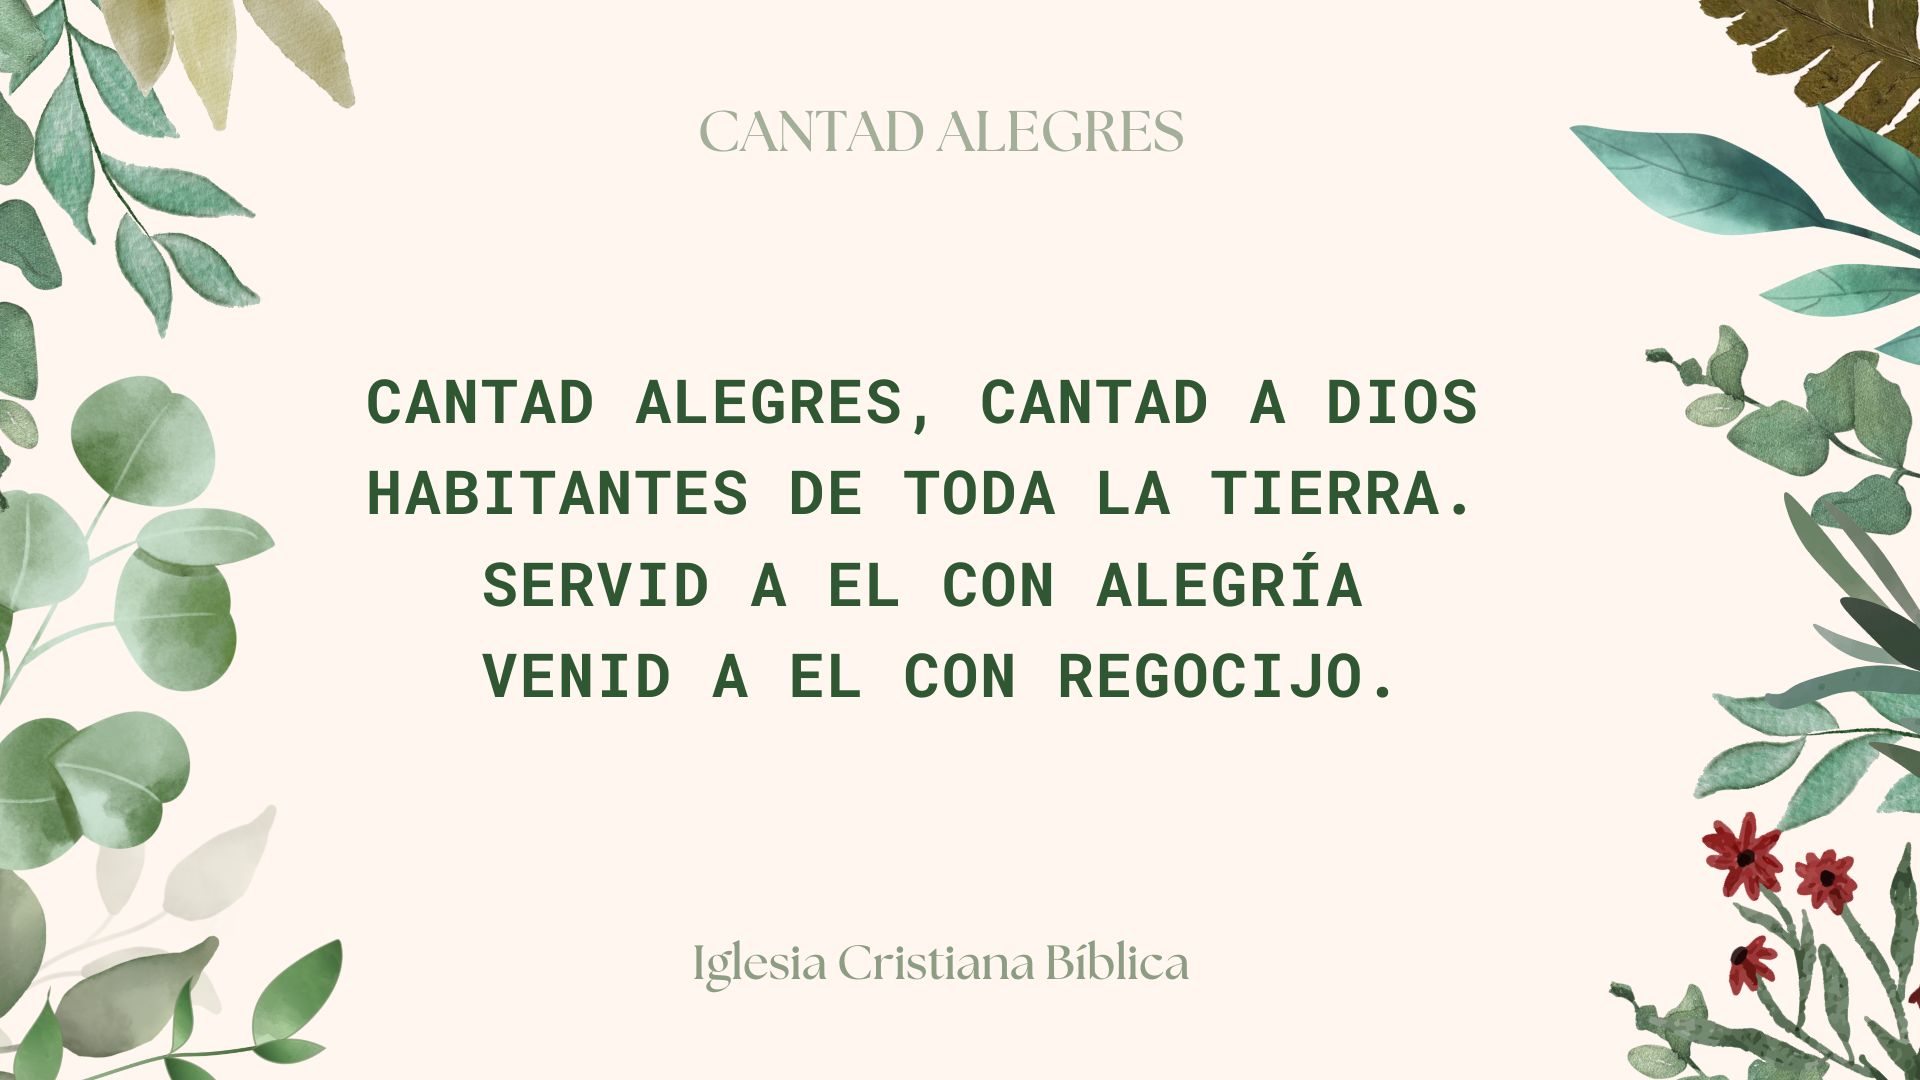 CANTAD ALEGRES
CANTAD ALEGRES, CANTAD A DIOS
HABITANTES DE TODA LA TIERRA.
SERVID A EL CON ALEGRÍA
VENID A EL CON REGOCIJO.
Iglesia Cristiana Bíblica